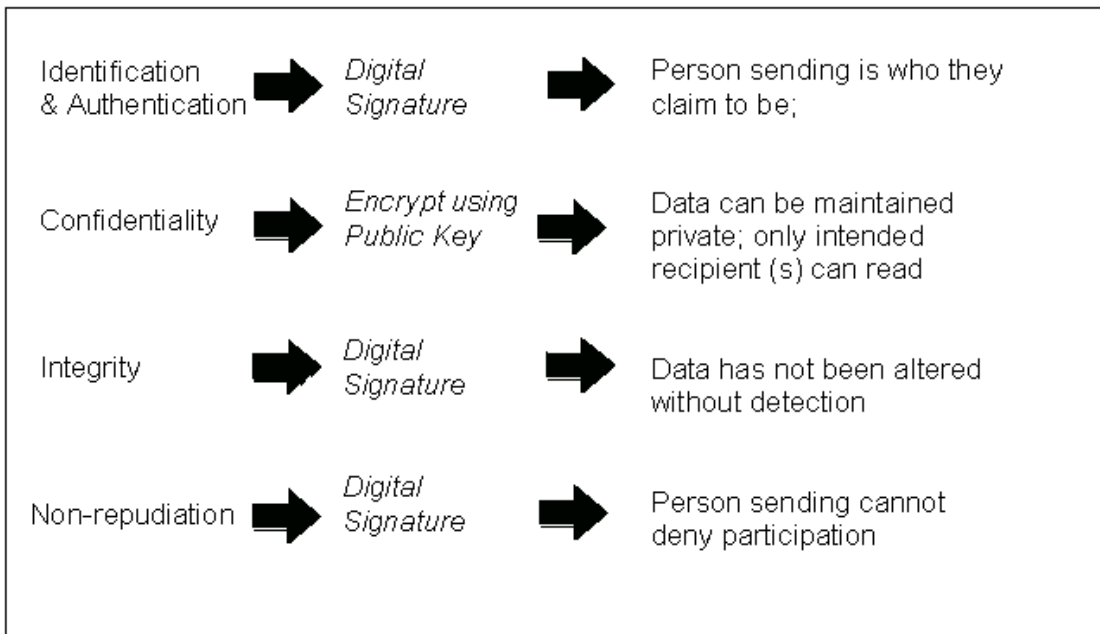 Identification
& Authentication
Digital
Signature
Person sending is who they
claim to be;
Confidentiality
Encrypt using
Public Key
Data can be maintained
private; only intended
recipient (s) can read
Integrity
Digital
Signature
Data has not been altered
without detection
Non-repudiation
Digital
Signature
Person sending cannot
deny participation